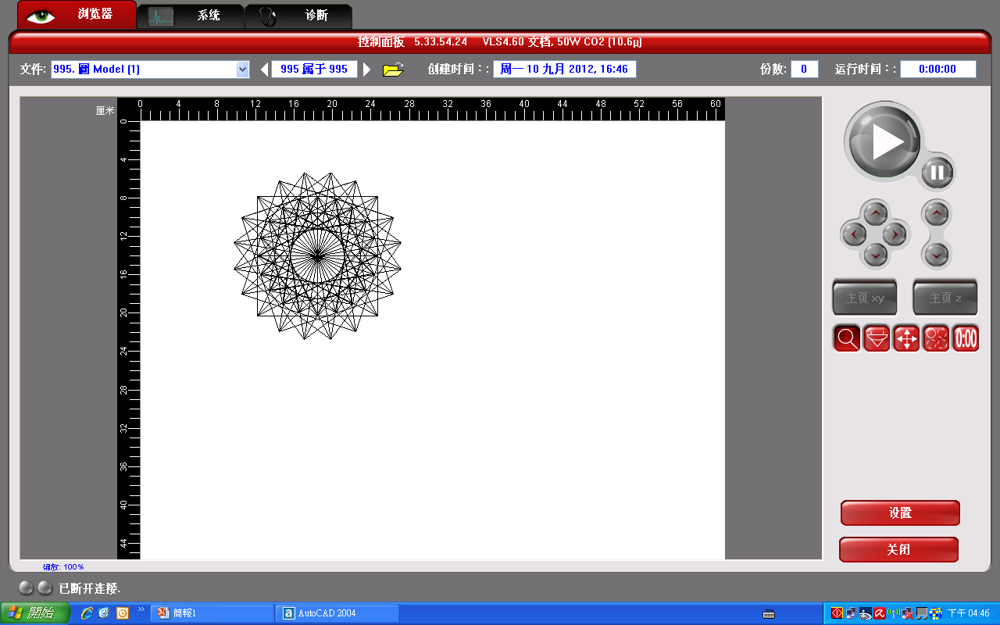 浏览器 系统 诊断
控制面板 5.33.54.24 VLS4.60 文档, 50W CO2 (10.6µ)
文件: 995. 圖 Model (1) 995 属于 995 创建时间：: 周一 10 九月 2012, 16:46 份数: 0 运行时间：: 0:00:00
厘米 0 4 8 12 16 20 24 28 32 36 40 44 48 52 56 60
0
4
8
12
16
20
24
28
32
36
40
44
主页 xy 主页 z
0:00
设置
关闭
缩放: 100%
已断开连接.
開始 簡報1 AutoCAD 2004 下午 04:46